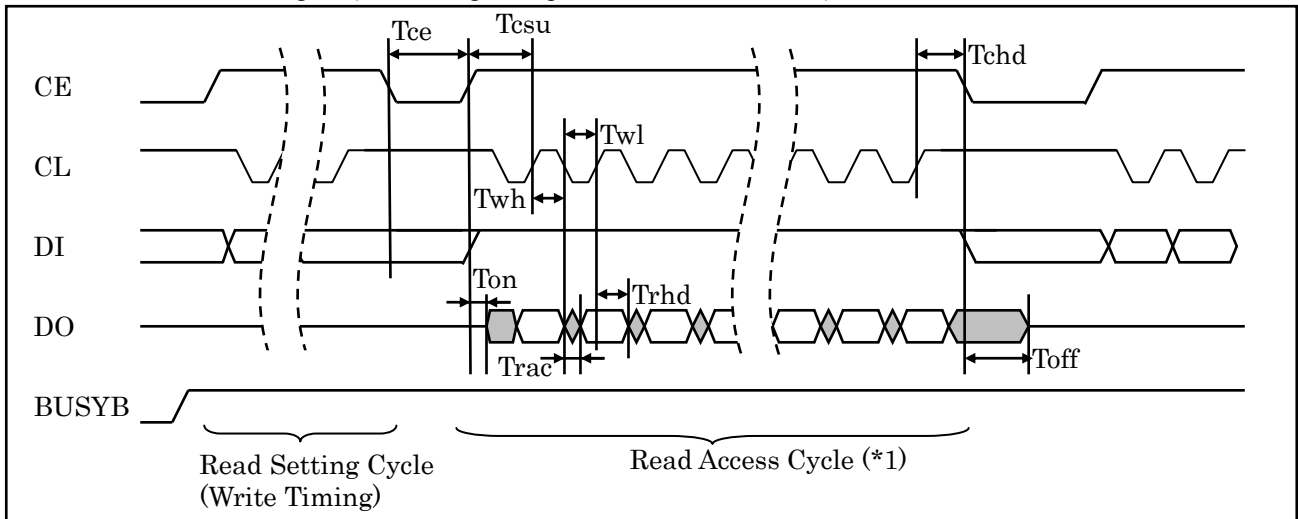 Tce
Tcsu
Tchd
CE
Twl
CL
Twh
DI
Ton
Trhd
DO
Trac
Toff
BUSYB
Read Setting Cycle
(Write Timing)
Read Access Cycle (*1)